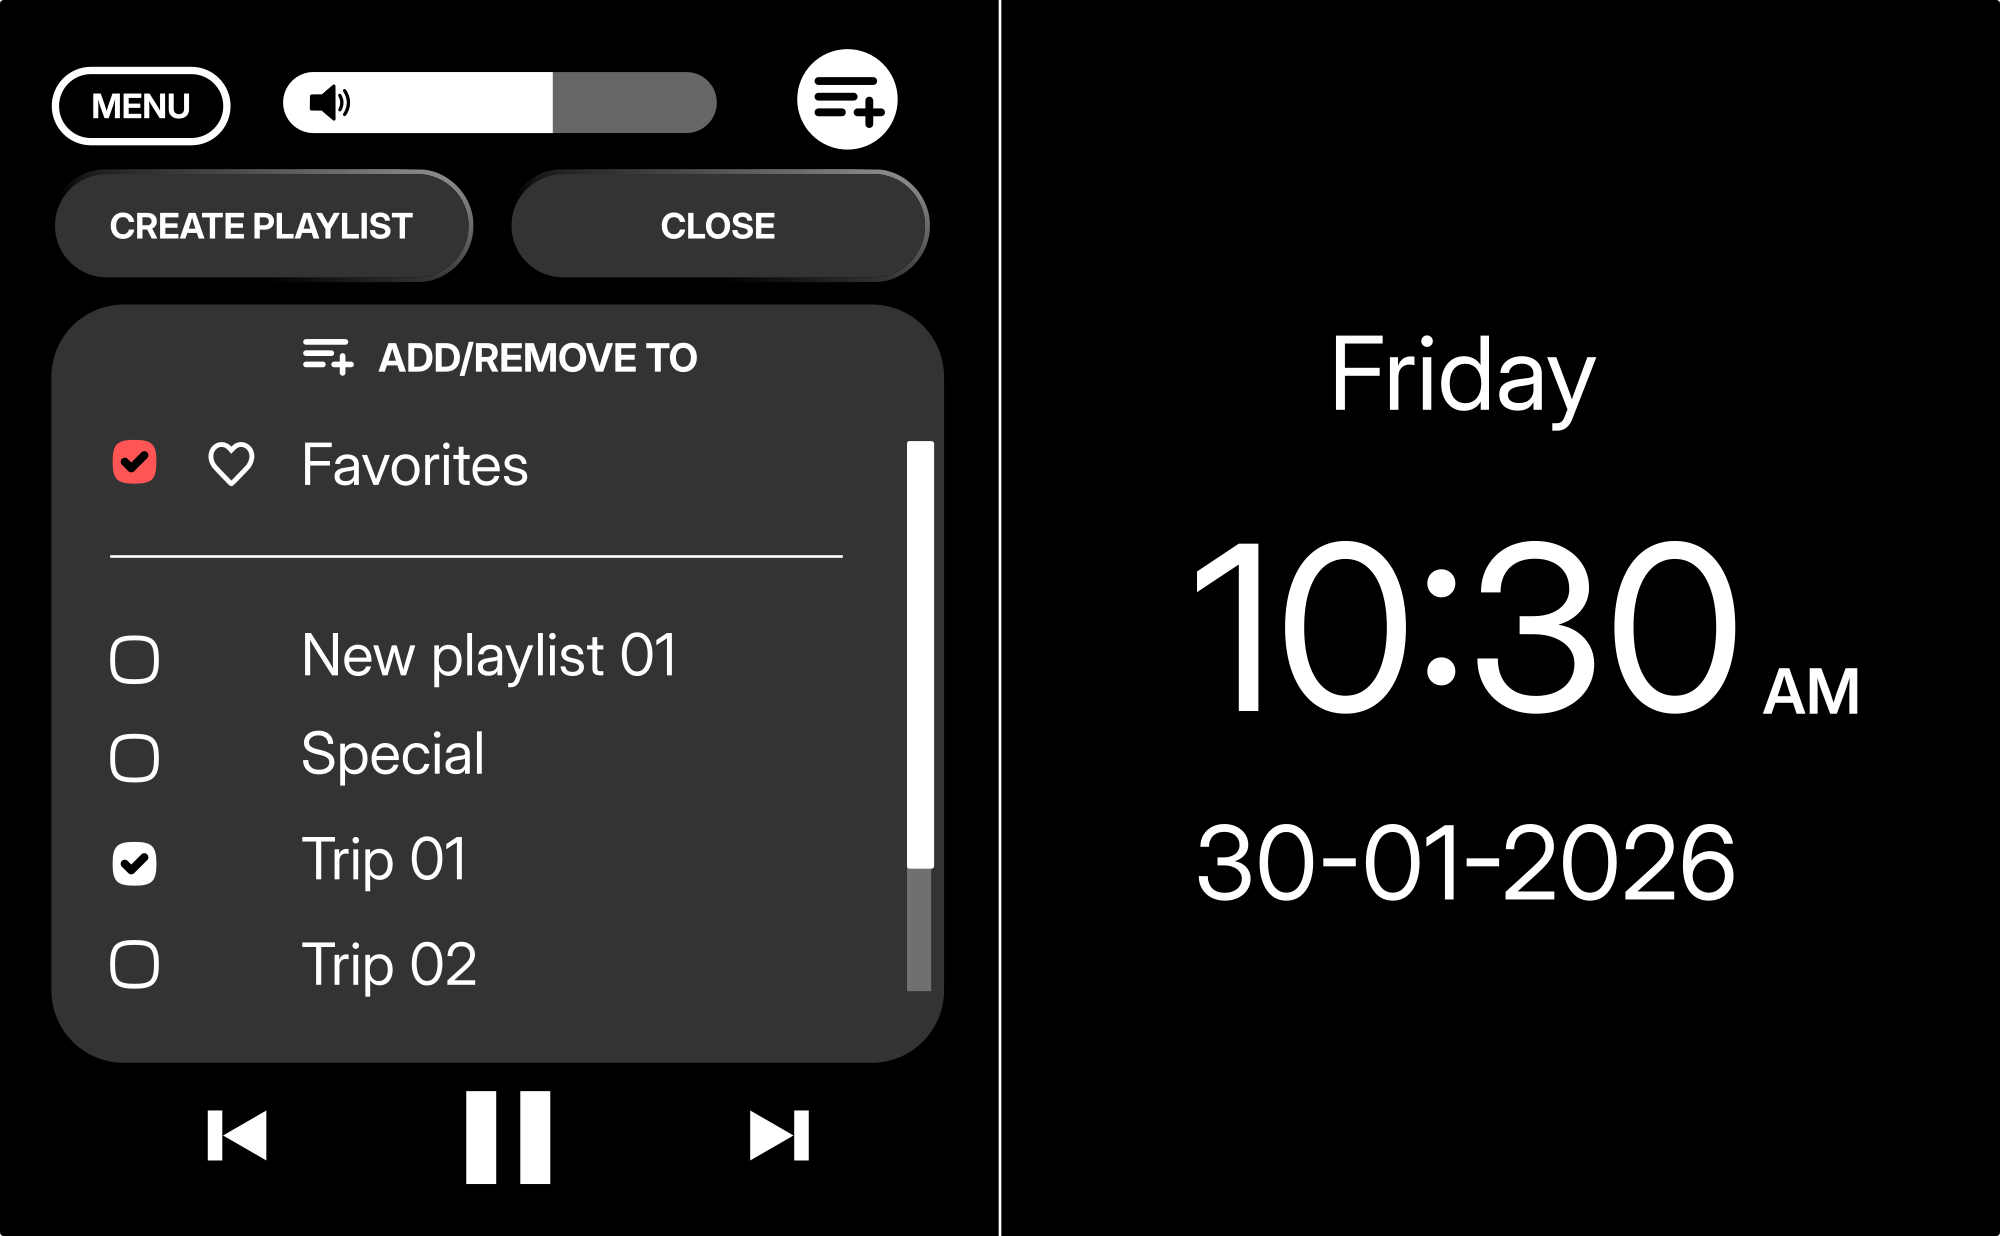 MENU
CREATE PLAYLIST
CLOSE
ADD/REMOVE TO
Favorites
New playlist 01
Special
Trip 01
Trip 02
Friday
10:30 AM
30-01-2026